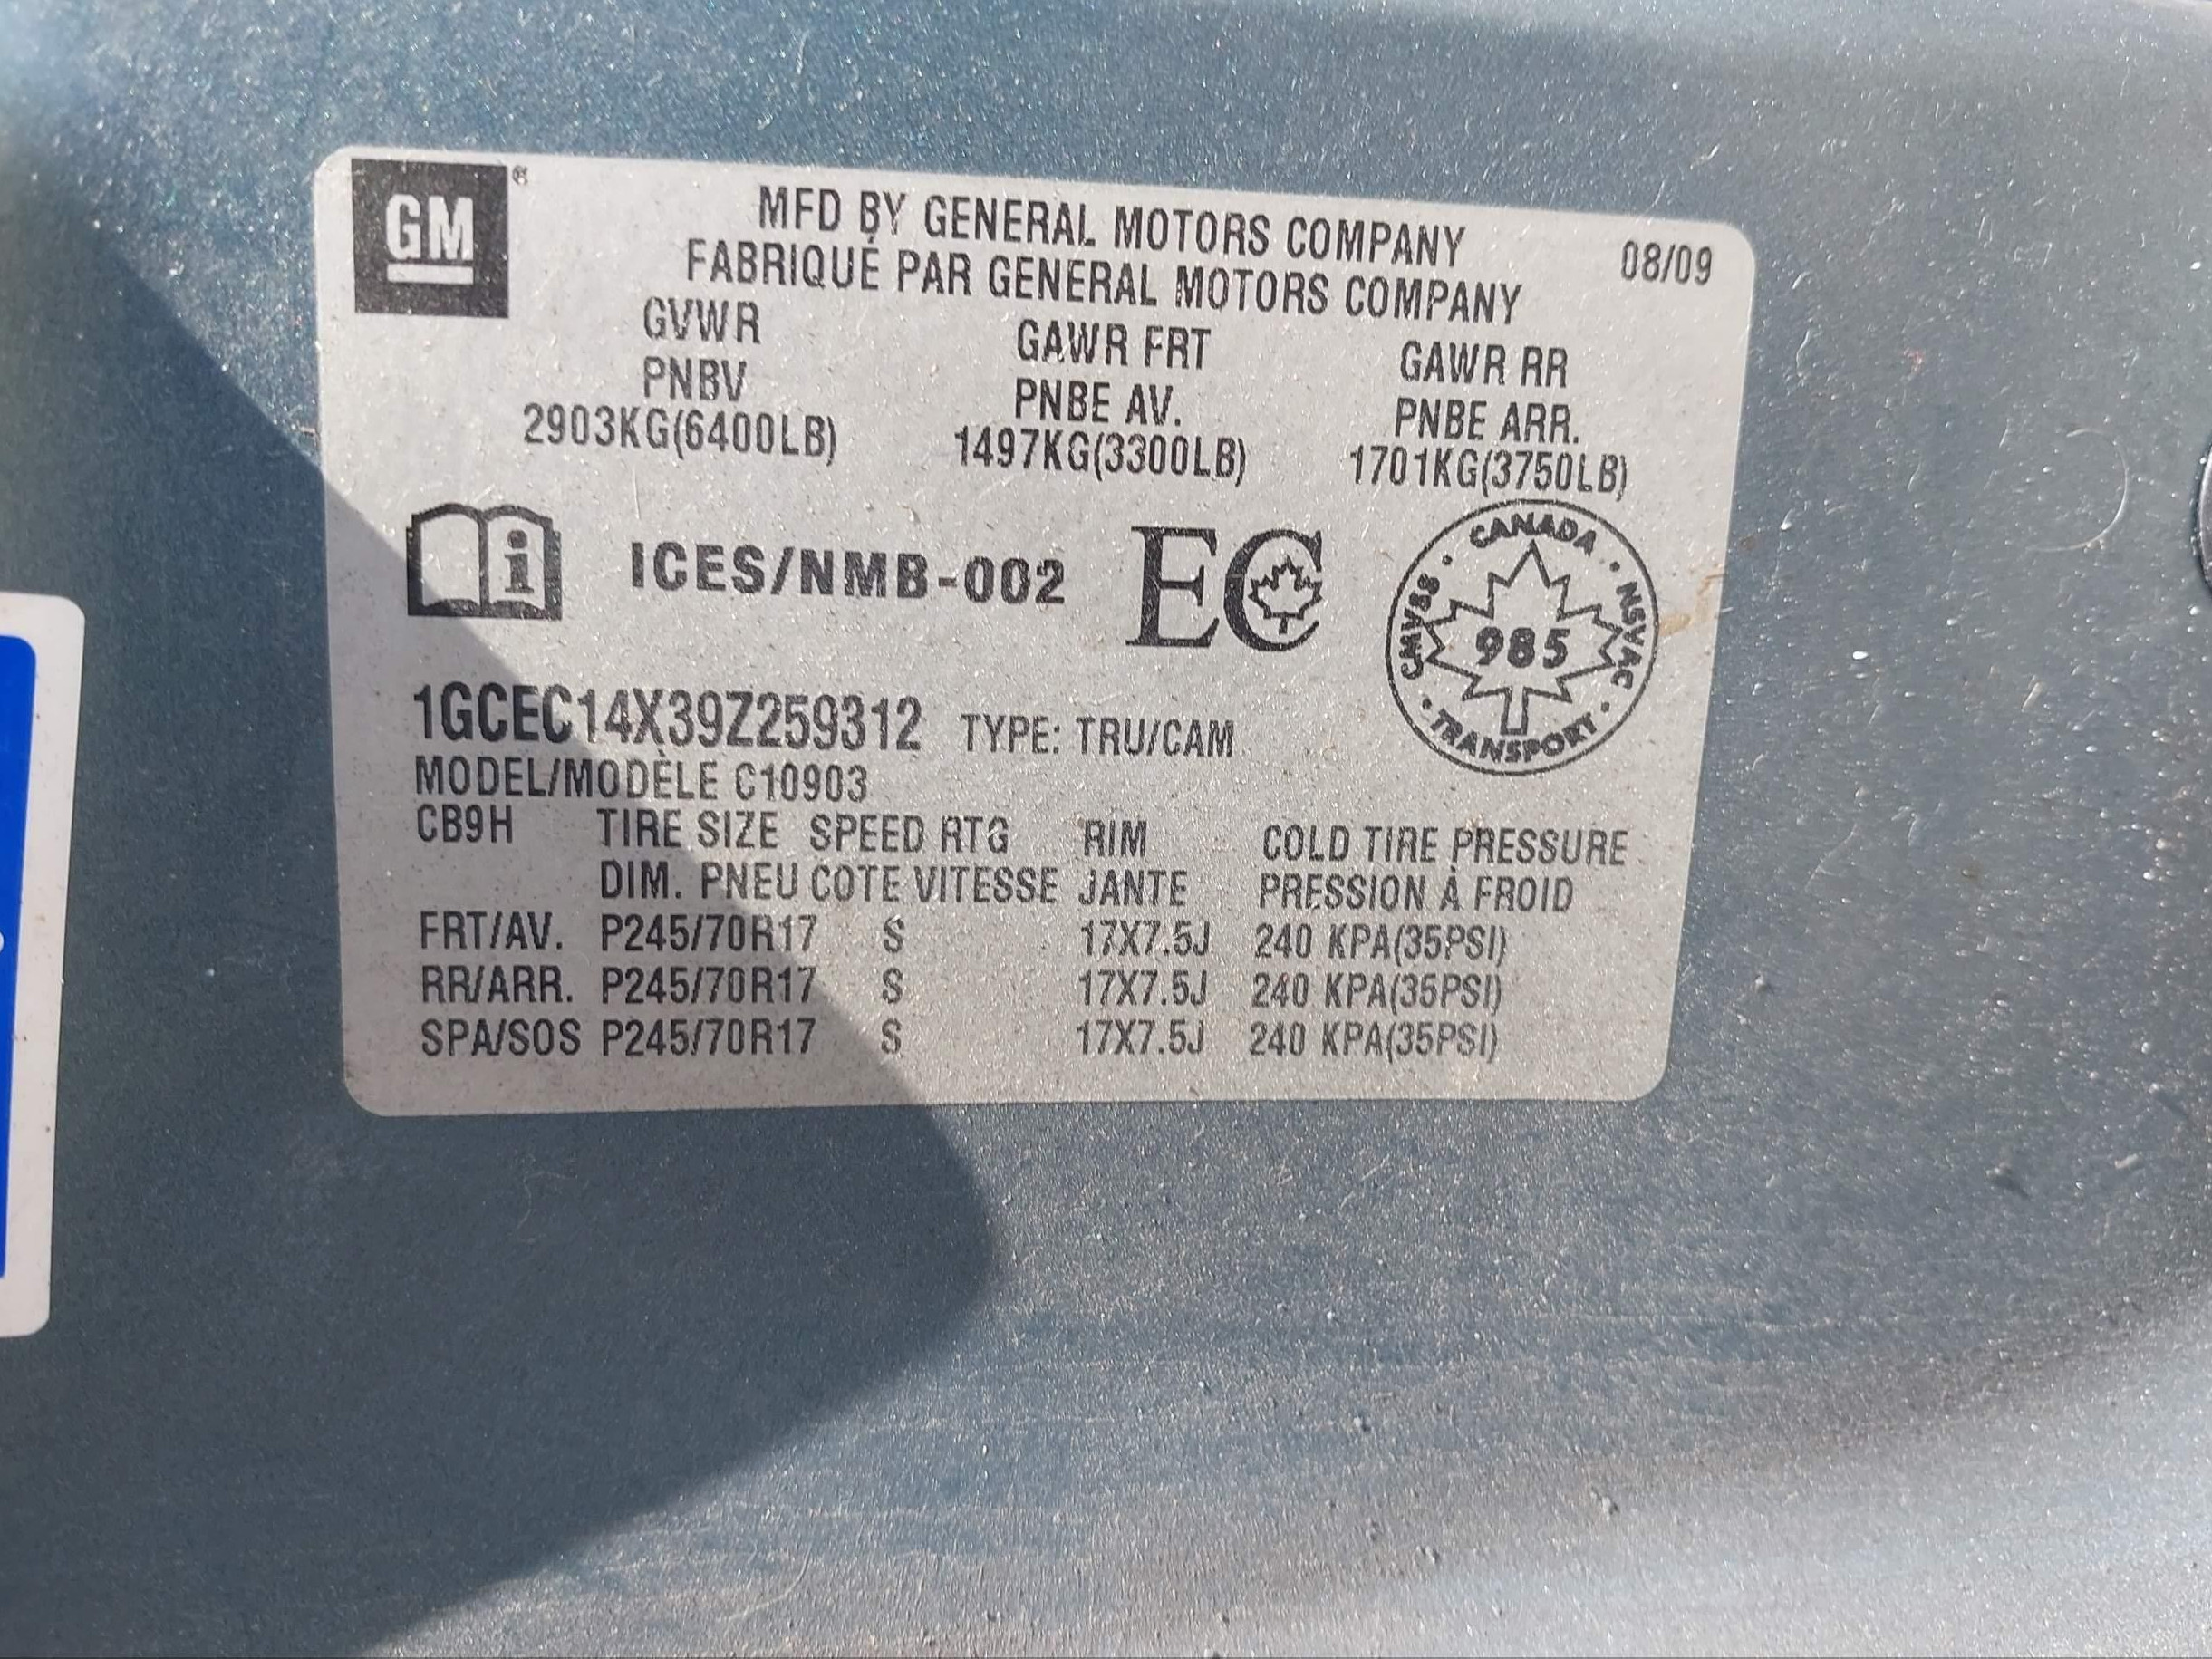 GM ®
MFD BY GENERAL MOTORS COMPANY 08/09
FABRIQUÉ PAR GENERAL MOTORS COMPANY
GVWR GAWR FRT GAWR RR
PNBV PNBE AV. PNBE ARR.
2903KG(6400LB) 1497KG(3300LB) 1701KG(3750LB)
i ICES/NMB-002 EC
CANADA · NSVAC · TRANSPORT · CMVSS ·
985
1GCEC14X39Z259312 TYPE: TRU/CAM
MODEL/MODÈLE C10903
CB9H TIRE SIZE SPEED RTG RIM COLD TIRE PRESSURE
DIM. PNEU COTE VITESSE JANTE PRESSION À FROID
FRT/AV. P245/70R17 S 17X7.5J 240 KPA(35PSI)
RR/ARR. P245/70R17 S 17X7.5J 240 KPA(35PSI)
SPA/SOS P245/70R17 S 17X7.5J 240 KPA(35PSI)